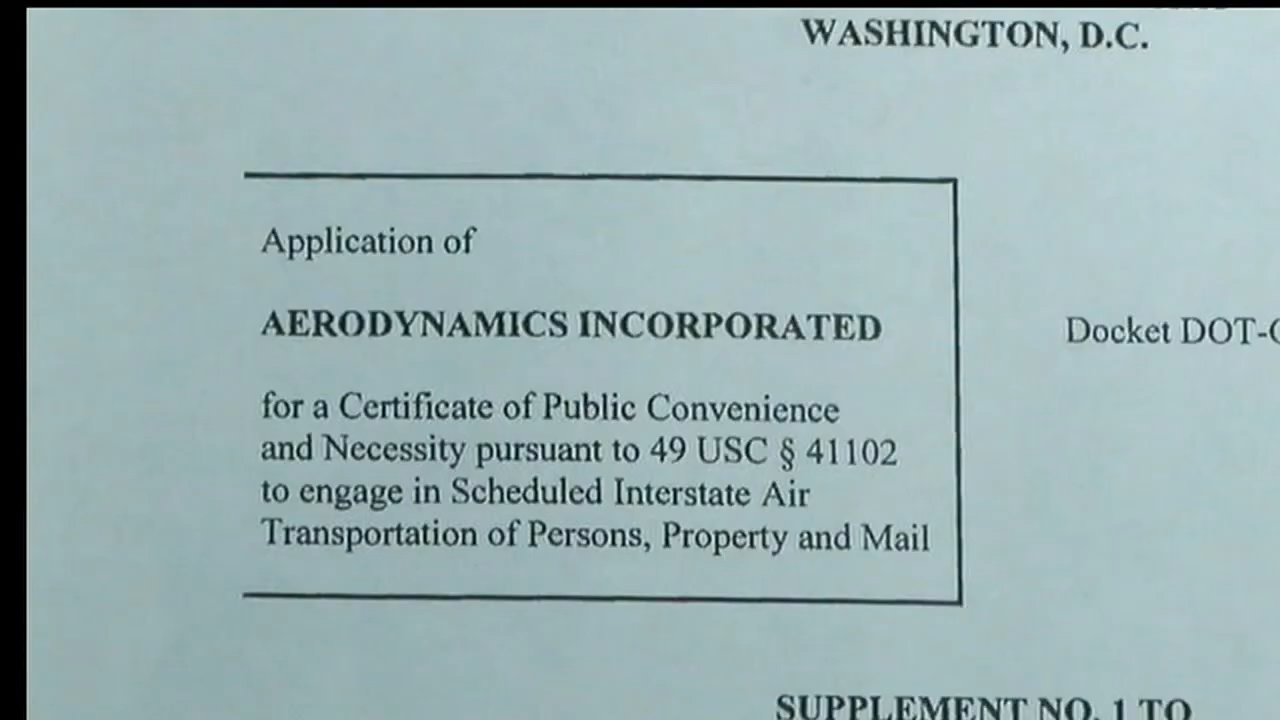 WASHINGTON, D.C.
Application of
AERODYNAMICS INCORPORATED
Docket DOT-
for a Certificate of Public Convenience
and Necessity pursuant to 49 USC § 41102
to engage in Scheduled Interstate Air
Transportation of Persons, Property and Mail
SUPPLEMENT NO. 1 TO